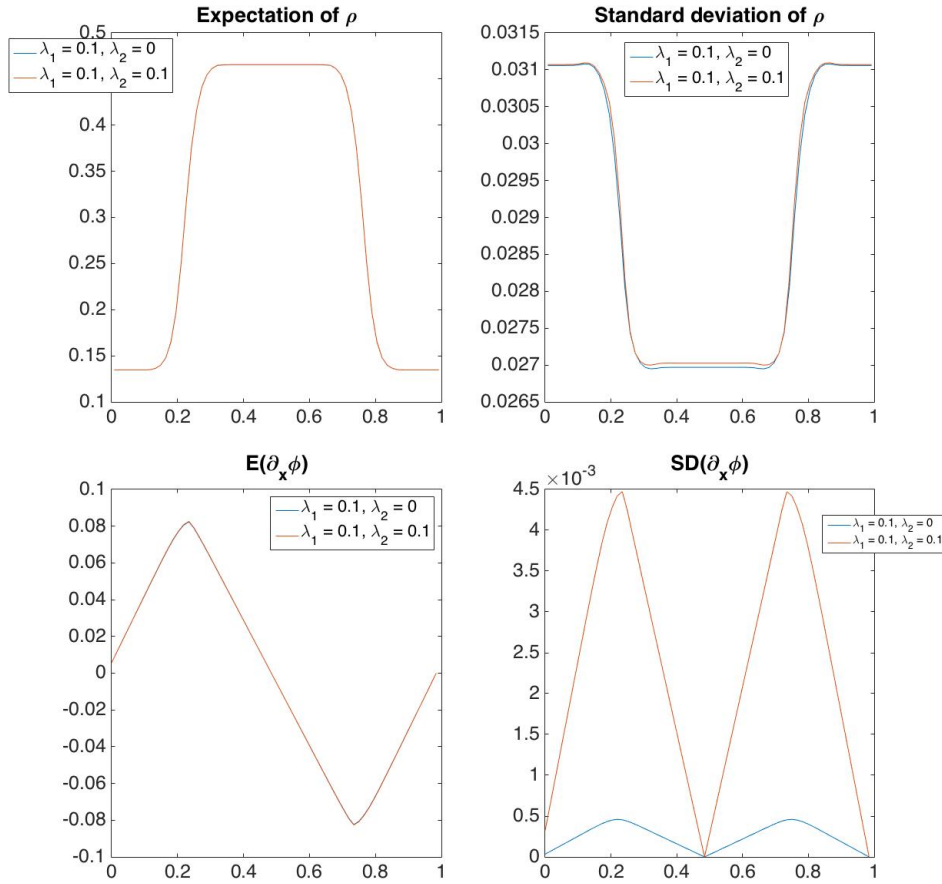 Expectation of ρ
λ1 = 0.1, λ2 = 0
λ1 = 0.1, λ2 = 0.1
0.5
0.45
0.4
0.35
0.3
0.25
0.2
0.15
0.1
0 0.2 0.4 0.6 0.8 1
Standard deviation of ρ
λ1 = 0.1, λ2 = 0
λ1 = 0.1, λ2 = 0.1
0.0315
0.031
0.0305
0.03
0.0295
0.029
0.0285
0.028
0.0275
0.027
0.0265
0 0.2 0.4 0.6 0.8 1
E(∂xϕ)
λ1 = 0.1, λ2 = 0
λ1 = 0.1, λ2 = 0.1
0.1
0.08
0.06
0.04
0.02
0
-0.02
-0.04
-0.06
-0.08
-0.1
0 0.2 0.4 0.6 0.8 1
SD(∂xϕ)
×10-3
λ1 = 0.1, λ2 = 0
λ1 = 0.1, λ2 = 0.1
4.5
4
3.5
3
2.5
2
1.5
1
0.5
0
0 0.2 0.4 0.6 0.8 1